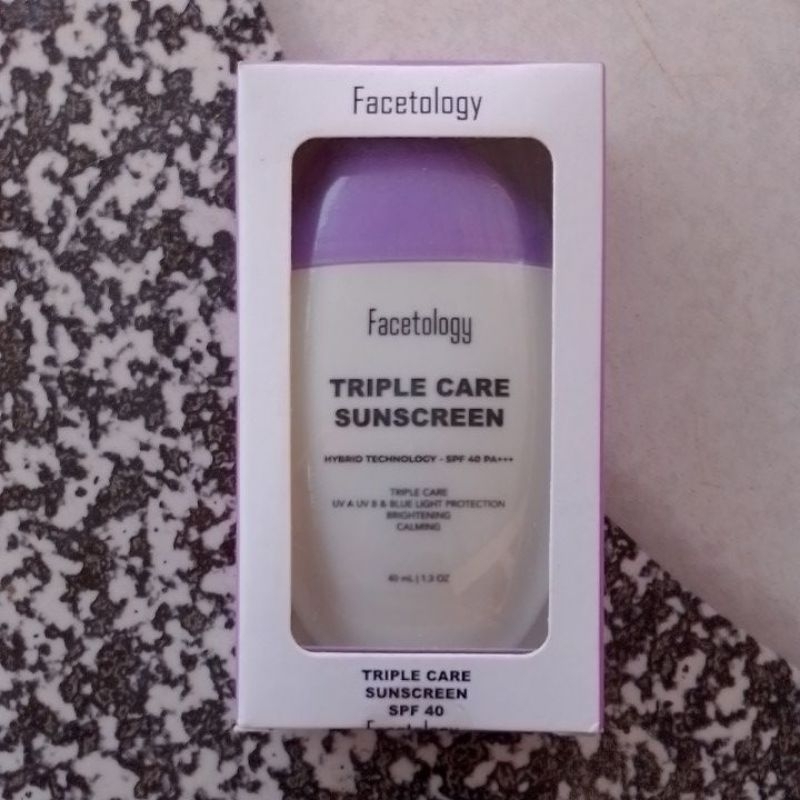 Facetology
Facetology
TRIPLE CARE
SUNSCREEN
HYBRID TECHNOLOGY - SPF 40 PA+++
TRIPLE CARE
UV A UV B & BLUE LIGHT PROTECTION
BRIGHTENING
CALMING
40 mL | 1.3 OZ
TRIPLE CARE
SUNSCREEN
SPF 40
Facetology